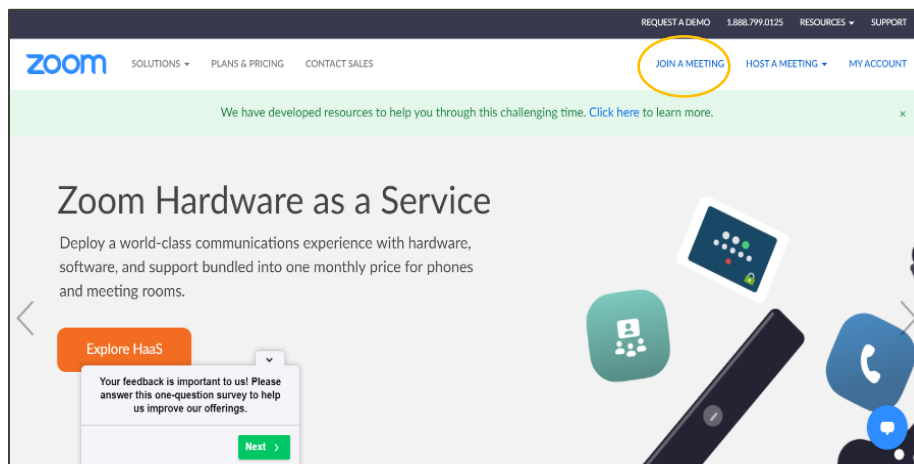 REQUEST A DEMO 1.888.799.0125 RESOURCES SUPPORT
zoom SOLUTIONS PLANS & PRICING CONTACT SALES JOIN A MEETING HOST A MEETING MY ACCOUNT
We have developed resources to help you through this challenging time. Click here to learn more. ×
Zoom Hardware as a Service
Deploy a world-class communications experience with hardware,
software, and support bundled into one monthly price for phones
and meeting rooms.
Explore HaaS
Your feedback is important to us! Please
answer this one-question survey to help
us improve our offerings.
Next >